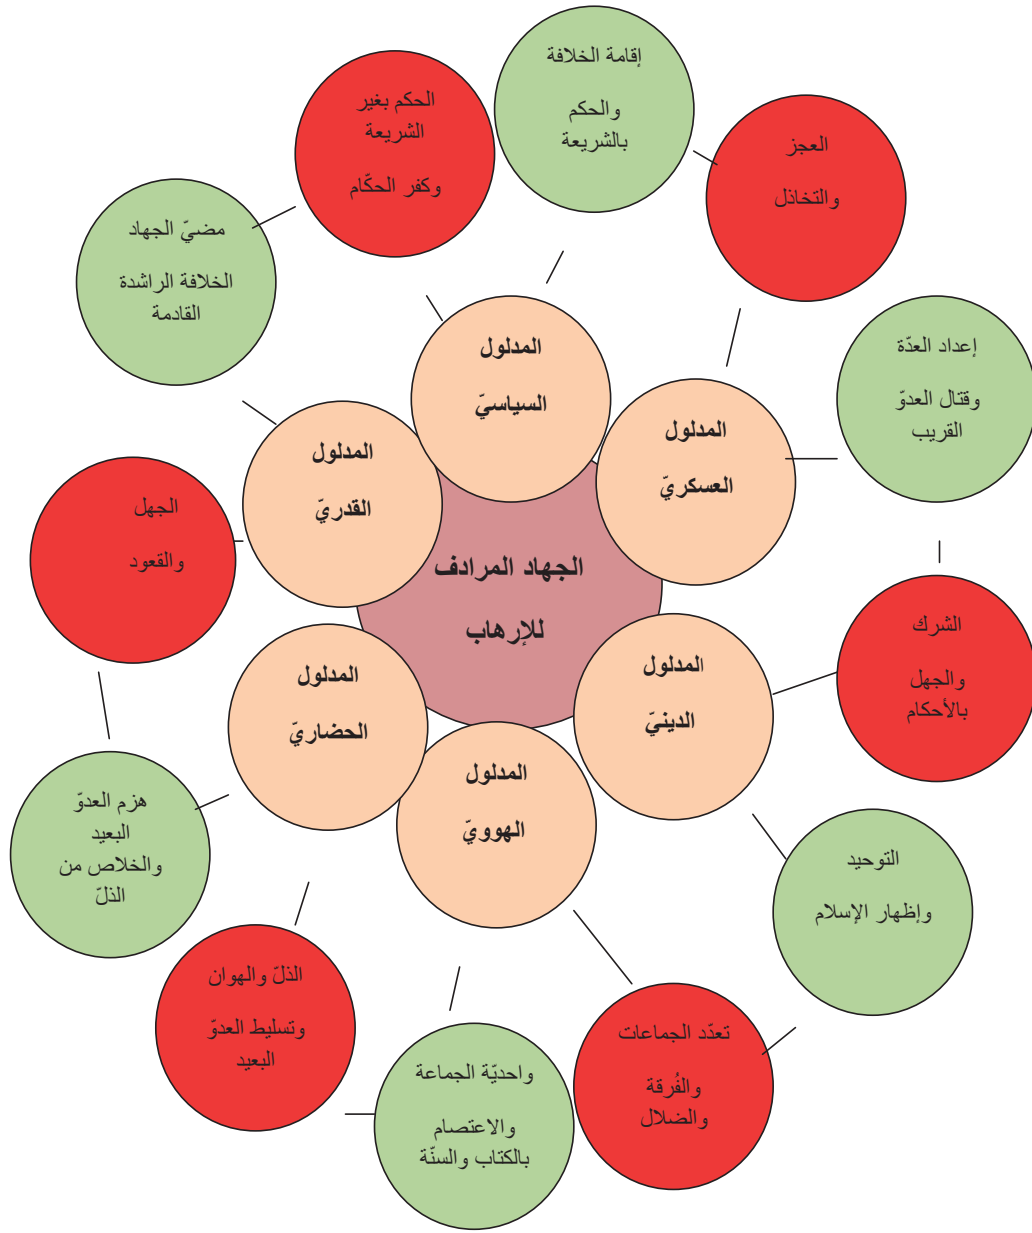 إقامة الخلافة
والحكم
بالشريعة
الحكم بغير
الشريعة
وكفر الحكّام
العجز
والتخاذل
مضيّ الجهاد
الخلافة الراشدة
القادمة
إعداد العدّة
وقتال العدوّ
القريب
المدلول
السياسيّ
المدلول
العسكريّ
المدلول
القدريّ
الجهل
والقعود
الجهاد المرادف
للإرهاب
الشرك
والجهل
بالأحكام
المدلول
الدينيّ
المدلول
الحضاريّ
المدلول
الهوويّ
هزم العدوّ
البعيد
والخلاص من
الذلّ
التوحيد
وإظهار الإسلام
الذلّ والهوان
وتسليط العدوّ
البعيد
تعدّد الجماعات
والفُرقة
والضلال
واحديّة الجماعة
والاعتصام
بالكتاب والسنّة